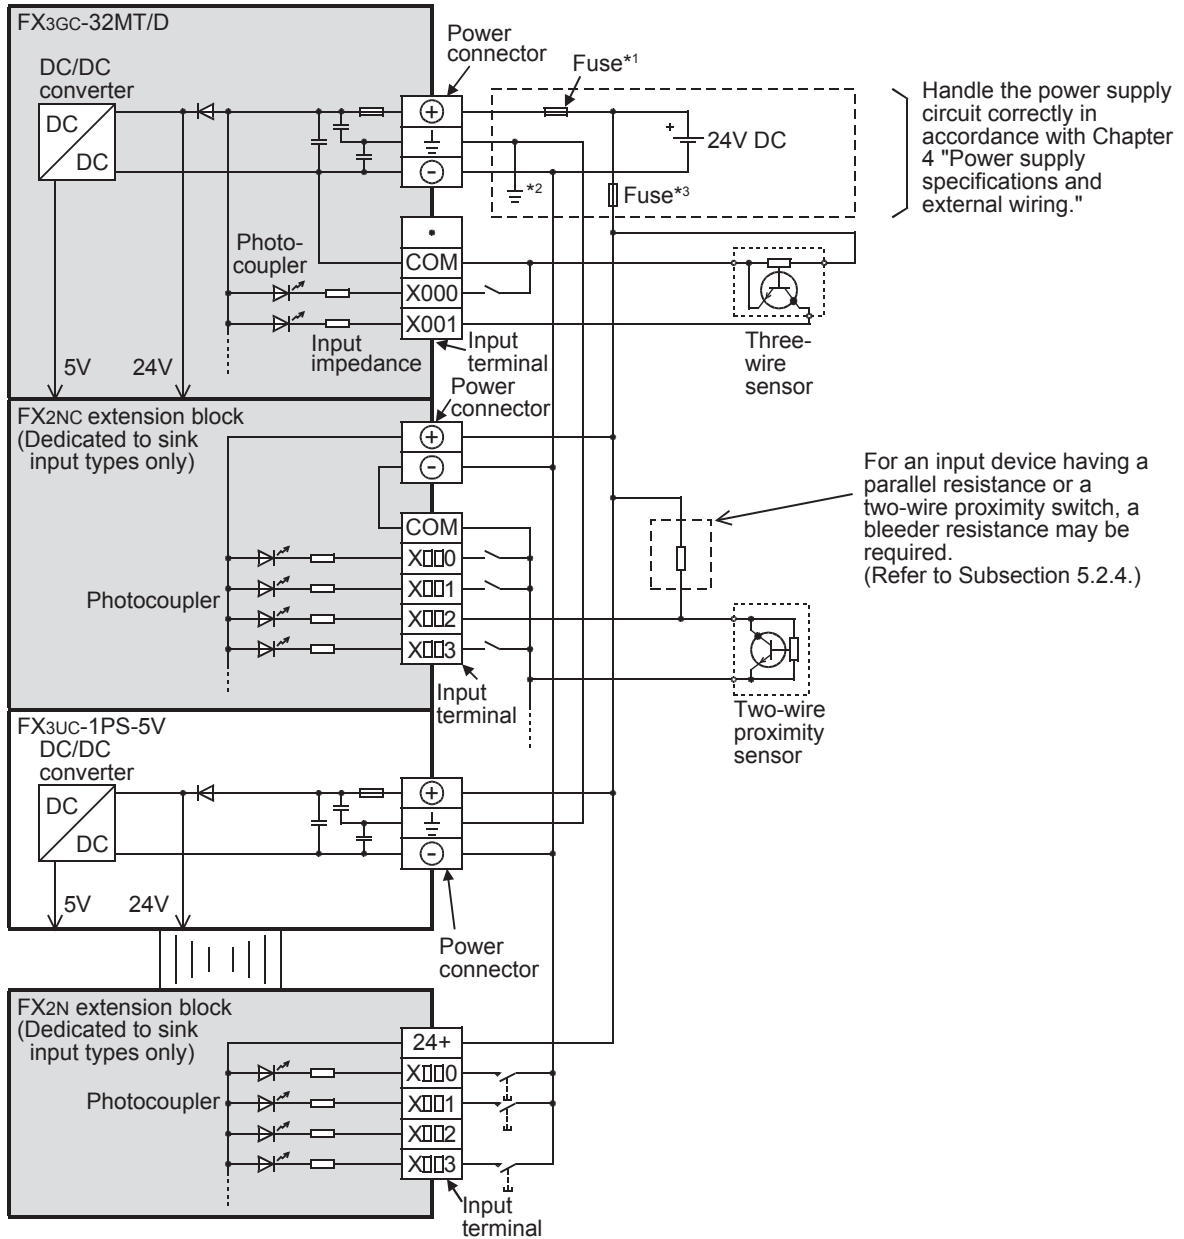 FX3GC-32MT/D
Power
connector
Fuse*1
DC/DC
converter
DC
DC
+
24V DC
*2
Fuse*3
Handle the power supply
circuit correctly in
accordance with Chapter
4 "Power supply
specifications and
external wiring."
Photo-
coupler
•
COM
X000
X001
Input
impedance
Input
terminal
Three-
wire
sensor
5V
24V
Power
connector
FX2NC extension block
(Dedicated to sink
input types only)
+
-
COM
X□□0
X□□1
X□□2
X□□3
Photocoupler
Input
terminal
For an input device having a
parallel resistance or a
two-wire proximity switch, a
bleeder resistance may be
required.
(Refer to Subsection 5.2.4.)
Two-wire
proximity
sensor
FX3UC-1PS-5V
DC/DC
converter
DC
DC
+
-
5V
24V
Power
connector
FX2N extension block
(Dedicated to sink
input types only)
24+
X□□0
X□□1
X□□2
X□□3
Photocoupler
Input
terminal